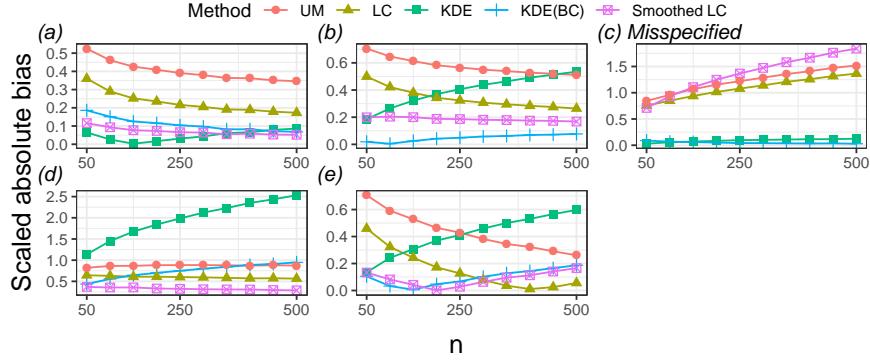 Method UM LC KDE KDE(BC) Smoothed LC
(a) (b) (c) Misspecified
0.5 0.4 0.3 0.2 0.1 0.0
0.6 0.4 0.2 0.0
1.5 1.0 0.5 0.0
50 250 500
50 250 500
50 250 500
Scaled absolute bias
(d) (e)
2.5 2.0 1.5 1.0 0.5
0.6 0.4 0.2 0.0
50 250 500
50 250 500
n